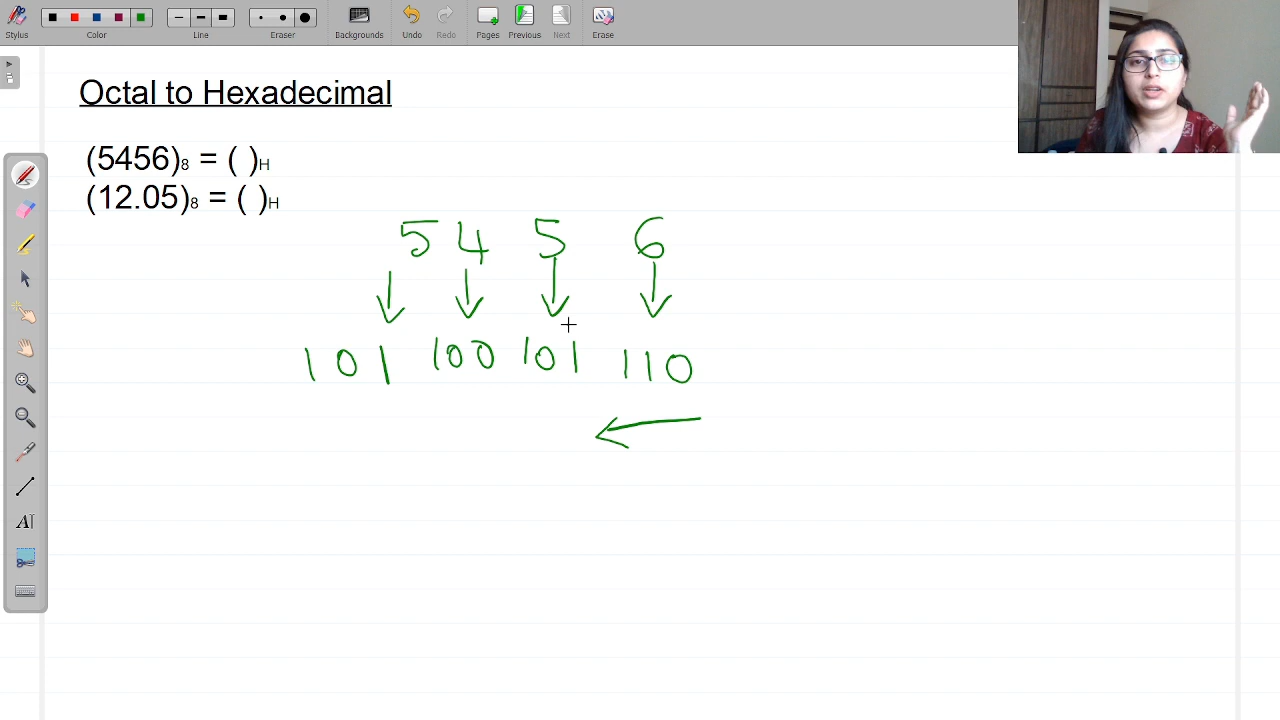 Stylus Color Line Eraser Backgrounds Undo Redo Pages Previous Next Erase
Octal to Hexadecimal
(5456)₈ = ( )H
(12.05)₈ = ( )H
5 4 5 6
101 100 101 110
A